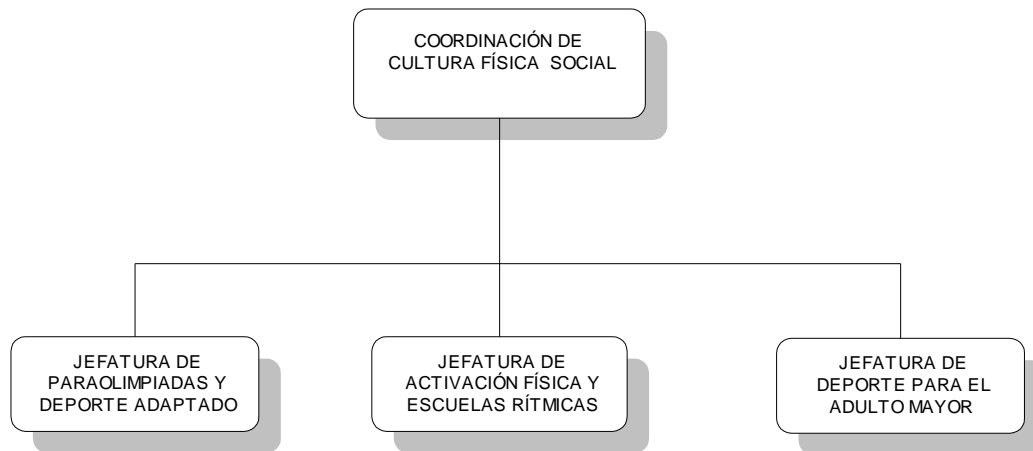 COORDINACIÓN DE
CULTURA FÍSICA SOCIAL
JEFATURA DE
PARAOLIMPIADAS Y
DEPORTE ADAPTADO
JEFATURA DE
ACTIVACIÓN FÍSICA Y
ESCUELAS RÍTMICAS
JEFATURA DE
DEPORTE PARA EL
ADULTO MAYOR